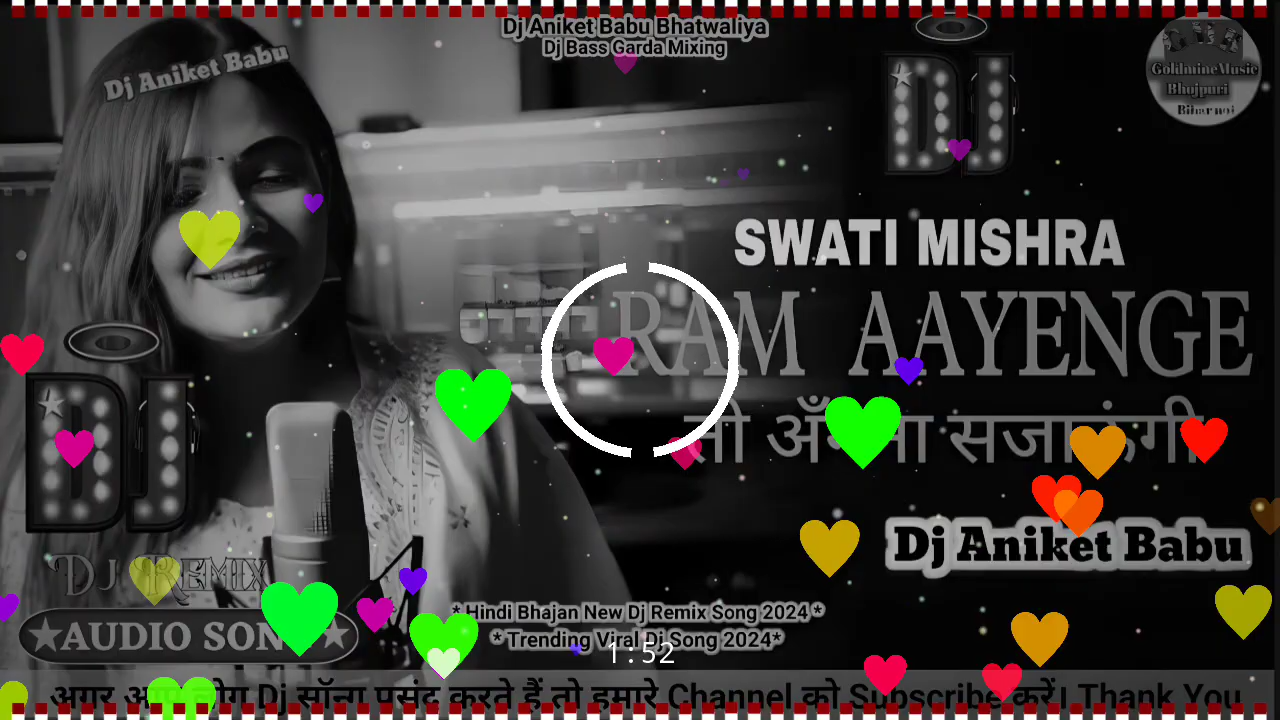 Dj Aniket Babu Bhatwaliya
Dj Bass Garda Mixing
Dj Aniket Babu
DJ
GoldmineMusic
Bhojpuri
SWATI MISHRA
RAM AAYENGE
तो
DJ
Dj Aniket Babu
DJ REMIX
* Hindi Bhajan New Dj Remix Song 2024 *
★AUDIO SONG★
* Trending Viral Dj Song 2024*
1:52
अगर आप लोग Dj सॉन्ग पसंद करते हैं तो हमारे Channel को Subscribe करें। Thank You